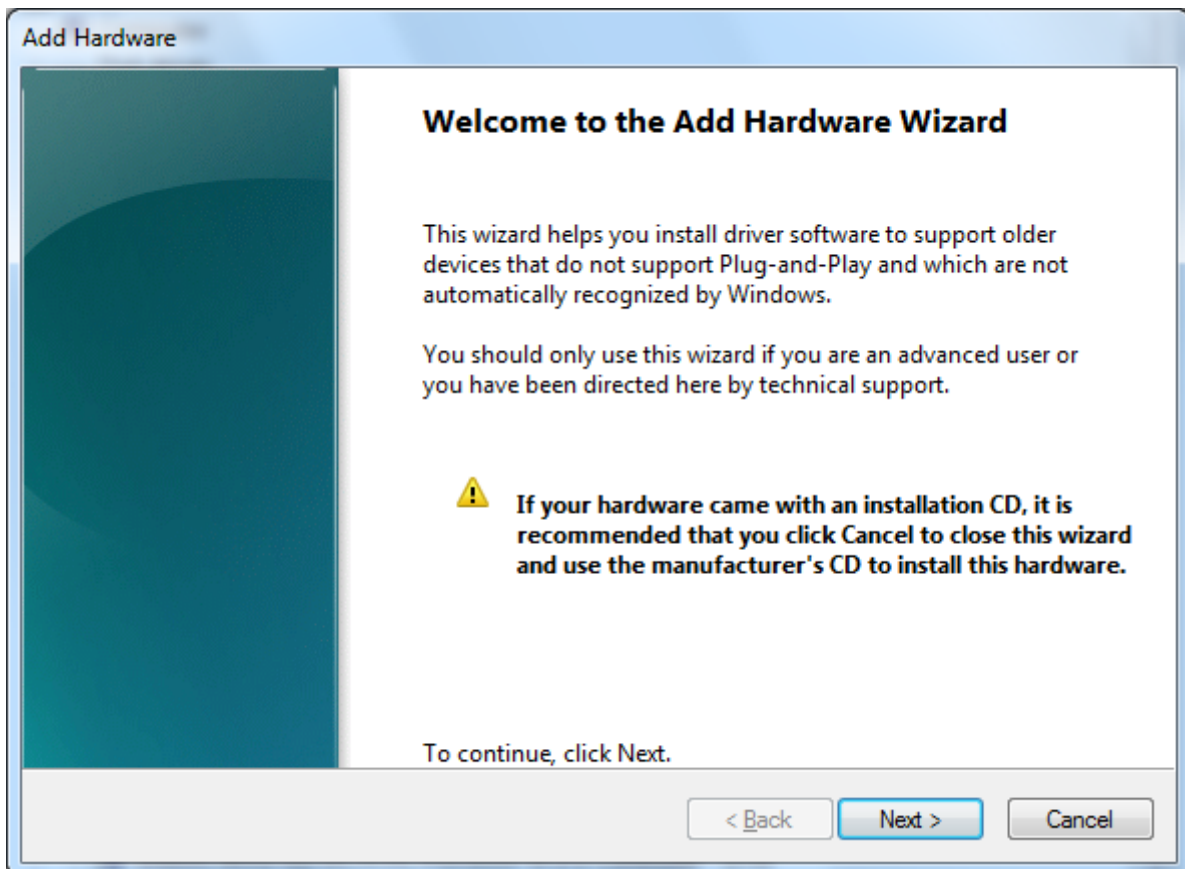 Add Hardware
Welcome to the Add Hardware Wizard
This wizard helps you install driver software to support older
devices that do not support Plug-and-Play and which are not
automatically recognized by Windows.
You should only use this wizard if you are an advanced user or
you have been directed here by technical support.
If your hardware came with an installation CD, it is
recommended that you click Cancel to close this wizard
and use the manufacturer's CD to install this hardware.
To continue, click Next.
< Back Next > Cancel